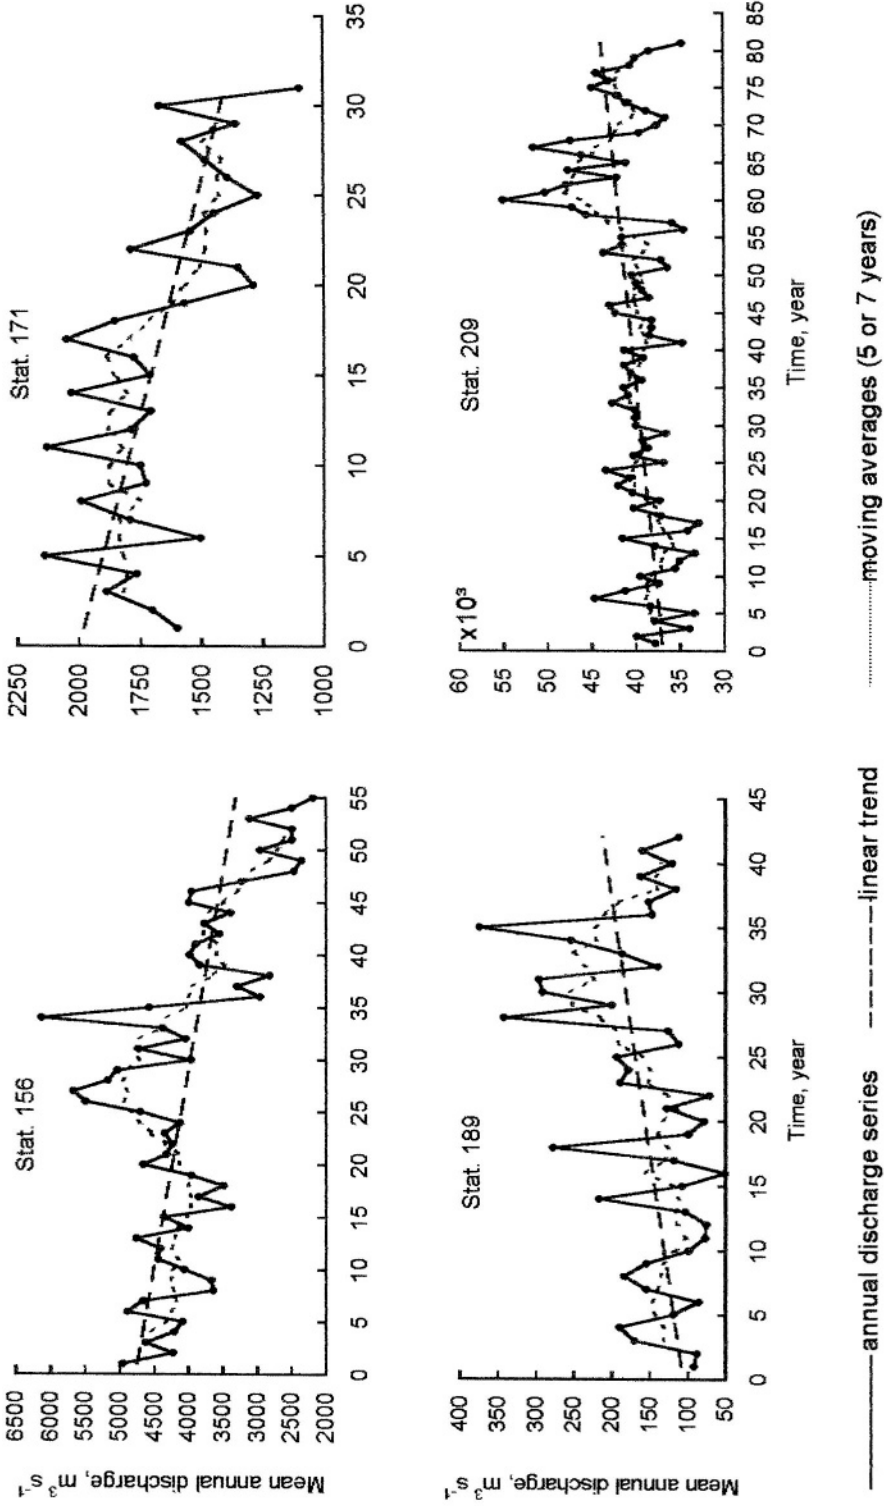 Stat. 156
Mean annual discharge, m³ s⁻¹
6500
6000
5500
5000
4500
4000
3500
3000
2500
2000
0 5 10 15 20 25 30 35 40 45 50 55
Stat. 171
2250
2000
1750
1500
1250
1000
0 5 10 15 20 25 30 35
Stat. 189
Mean annual discharge, m³ s⁻¹
400
350
300
250
200
150
100
50
0 5 10 15 20 25 30 35 40 45
Time, year
Stat. 209
x10³
60
55
50
45
40
35
30
0 5 10 15 20 25 30 35 40 45 50 55 60 65 70 75 80 85
Time, year
annual discharge series linear trend moving averages (5 or 7 years)